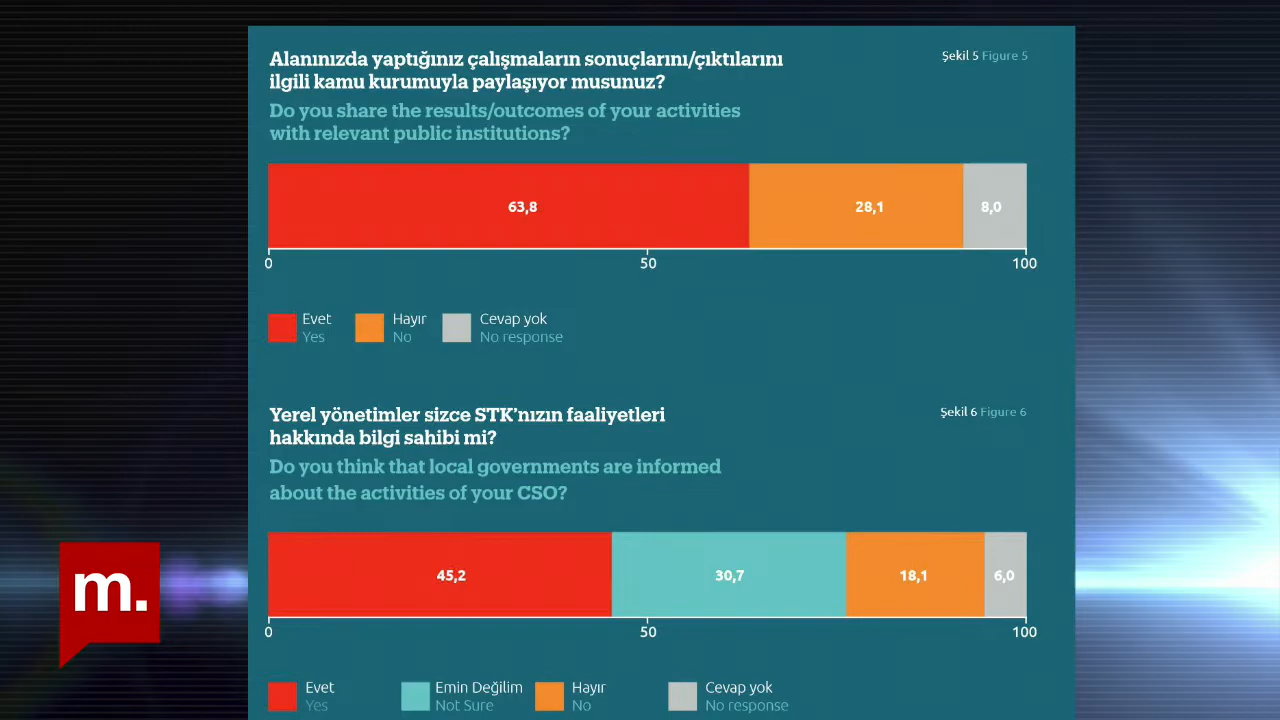 Alanınızda yaptığınız çalışmaların sonuçlarını/çıktılarını
ilgili kamu kurumuyla paylaşıyor musunuz?
Şekil 5 Figure 5
Do you share the results/outcomes of your activities
with relevant public institutions?
63,8 28,1 8,0
0 50 100
Evet Hayır Cevap yok
Yes No No response
Yerel yönetimler sizce STK'nızın faaliyetleri
hakkında bilgi sahibi mi?
Şekil 6 Figure 6
Do you think that local governments are informed
about the activities of your CSO?
45,2 30,7 18,1 6,0
0 50 100
m.
Evet Emin Değilim Hayır Cevap yok
Yes Not Sure No No response